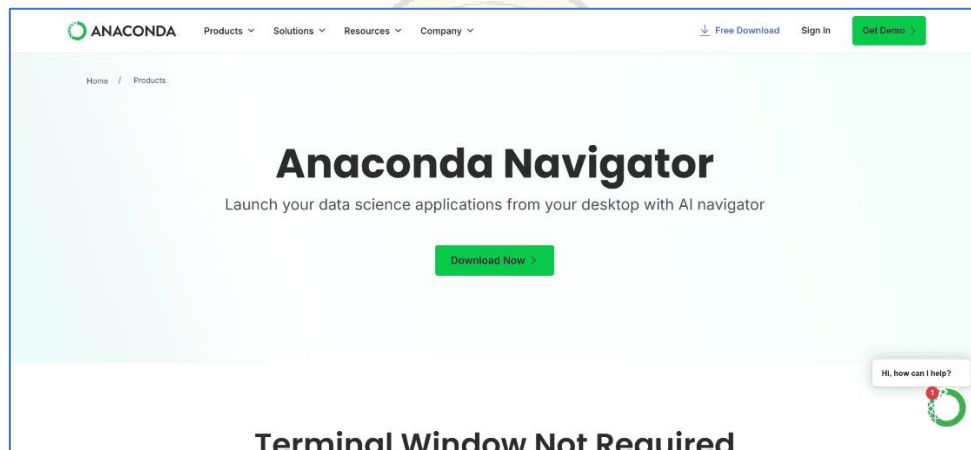 ANACONDA Products Solutions Resources Company Free Download Sign In Get Demo
Home / Products
Anaconda Navigator
Launch your data science applications from your desktop with AI navigator
Download Now
Hi, how can I help?
1
Terminal Window Not Required